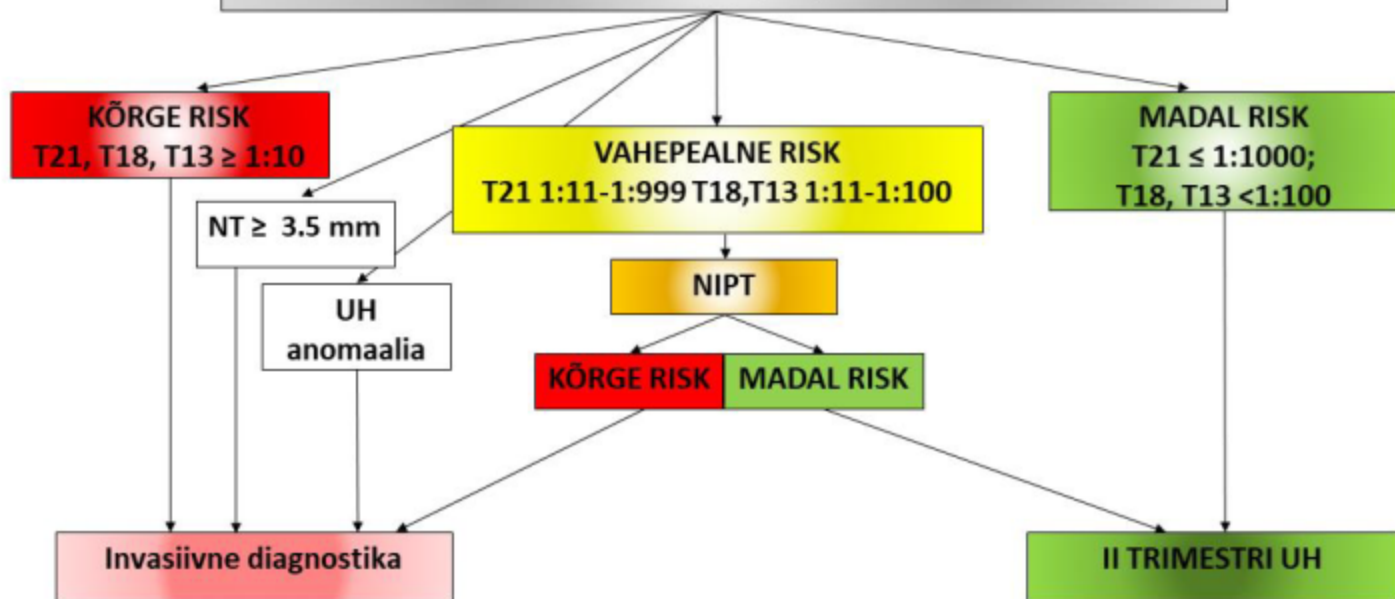 KÕRGE RISK
T21, T18, T13 ≥ 1:10
NT ≥ 3.5 mm
UH
anomaalia
VAHEPEALNE RISK
T21 1:11-1:999 T18,T13 1:11-1:100
NIPT
KÕRGE RISK
MADAL RISK
MADAL RISK
T21 ≤ 1:1000;
T18, T13 <1:100
Invasiivne diagnostika
II TRIMESTRI UH